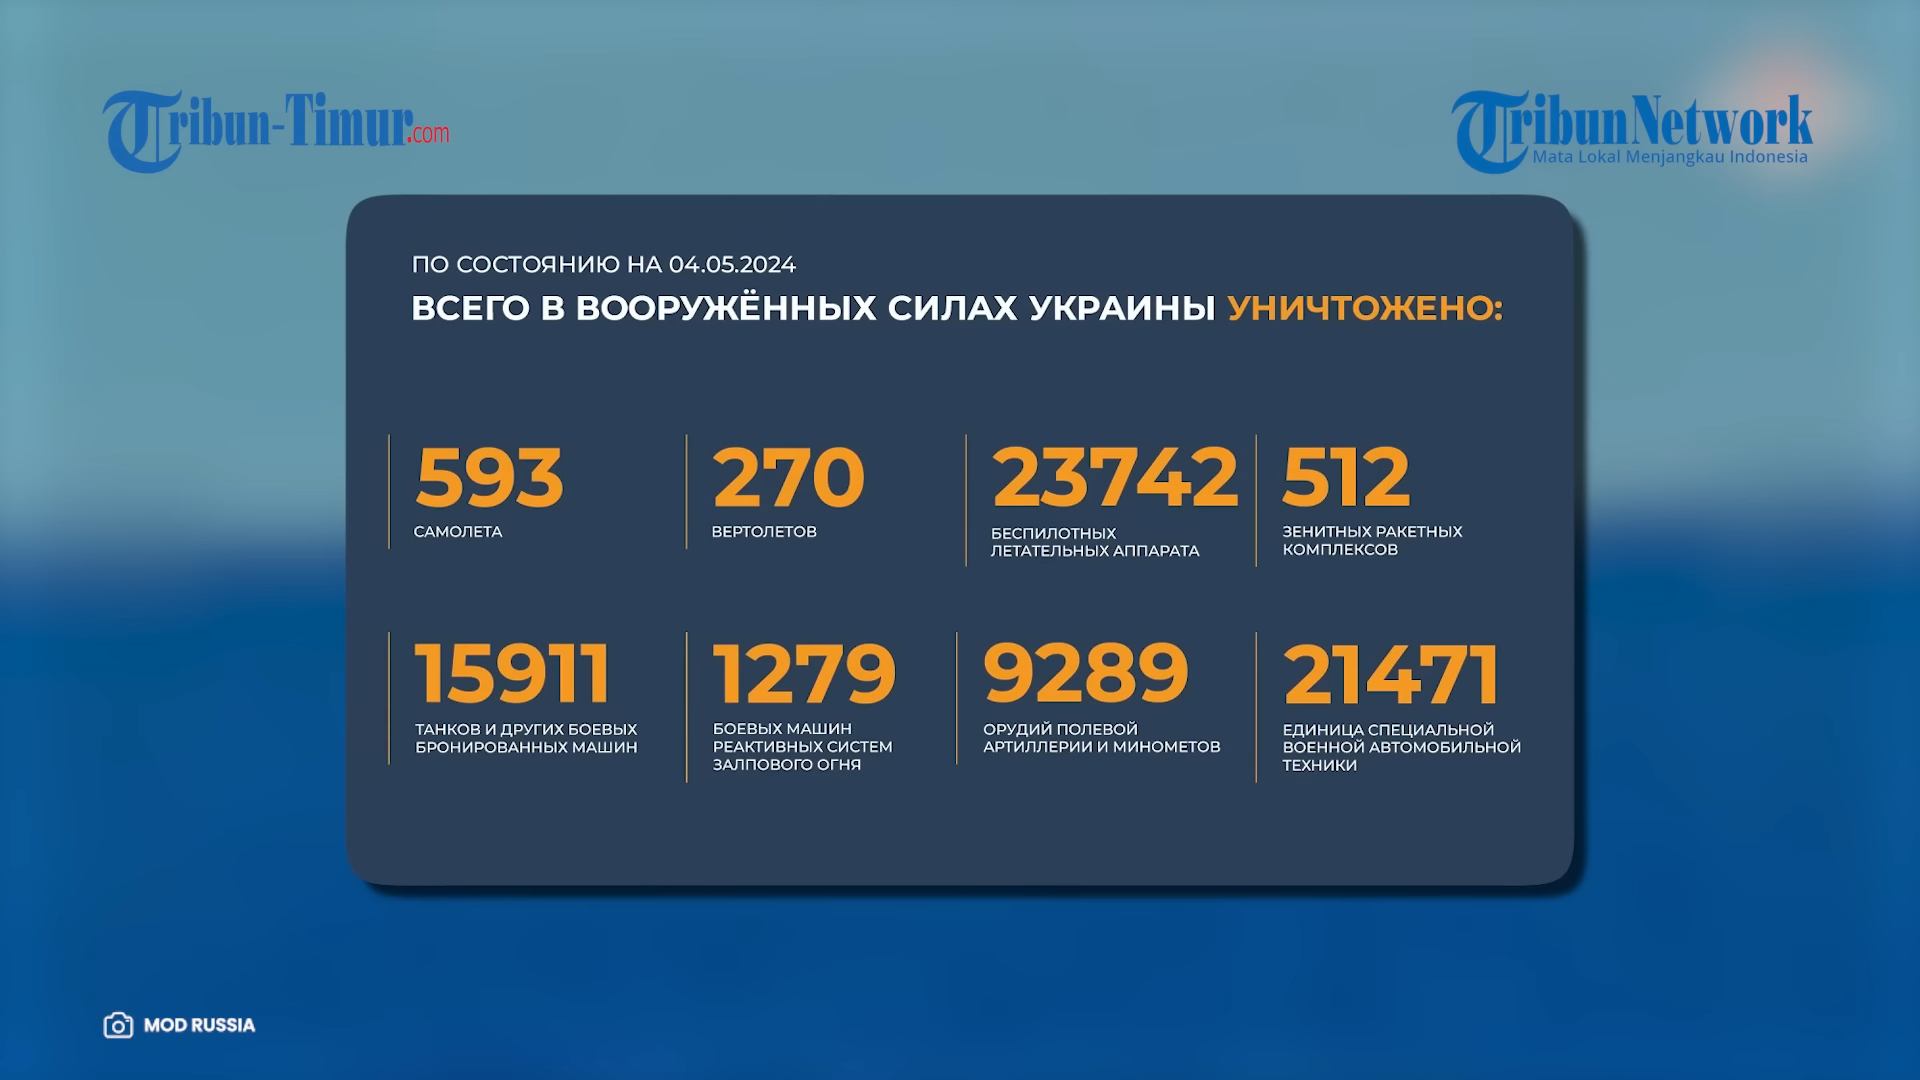 Tribun-Timur.com
TribunNetwork
Mata Lokal Menjangkau Indonesia
ПО СОСТОЯНИЮ НА 04.05.2024
ВСЕГО В ВООРУЖЁННЫХ СИЛАХ УКРАИНЫ УНИЧТОЖЕНО:
593
САМОЛЕТА
270
ВЕРТОЛЕТОВ
23742
БЕСПИЛОТНЫХ
ЛЕТАТЕЛЬНЫХ АППАРАТА
512
ЗЕНИТНЫХ РАКЕТНЫХ
КОМПЛЕКСОВ
15911
ТАНКОВ И ДРУГИХ БОЕВЫХ
БРОНИРОВАННЫХ МАШИН
1279
БОЕВЫХ МАШИН
РЕАКТИВНЫХ СИСТЕМ
ЗАЛПОВОГО ОГНЯ
9289
ОРУДИЙ ПОЛЕВОЙ
АРТИЛЛЕРИИ И МИНОМЕТОВ
21471
ЕДИНИЦА СПЕЦИАЛЬНОЙ
ВОЕННОЙ АВТОМОБИЛЬНОЙ
ТЕХНИКИ
MOD RUSSIA